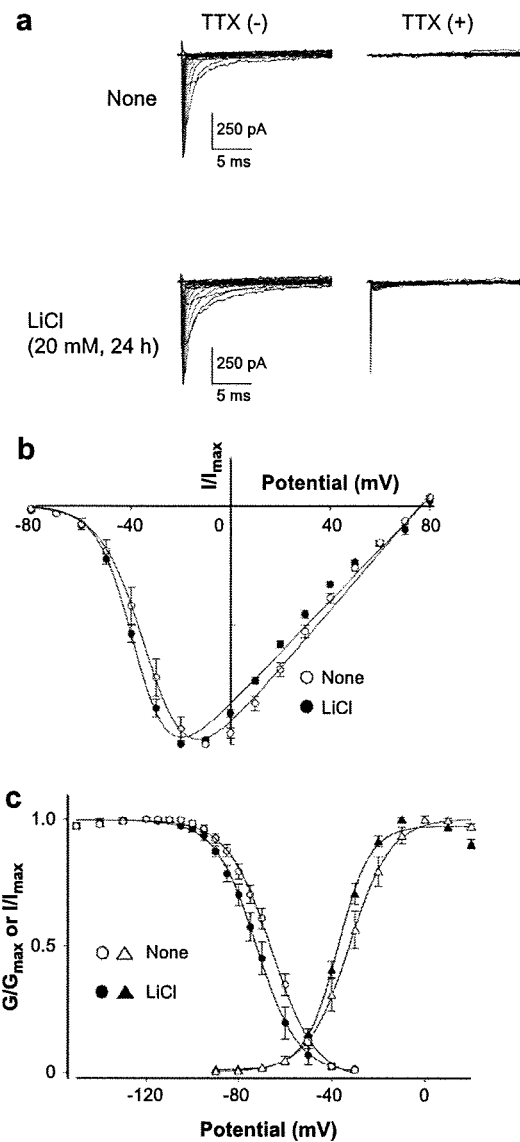 a
TTX (-)
TTX (+)
None
250 pA
5 ms
LiCl
(20 mM, 24 h)
250 pA
5 ms
b
I/Imax
Potential (mV)
-80
-40
0
40
80
None
LiCl
c
G/Gmax or I/Imax
1.0
0.5
0
None
LiCl
-120
-80
-40
0
Potential (mV)